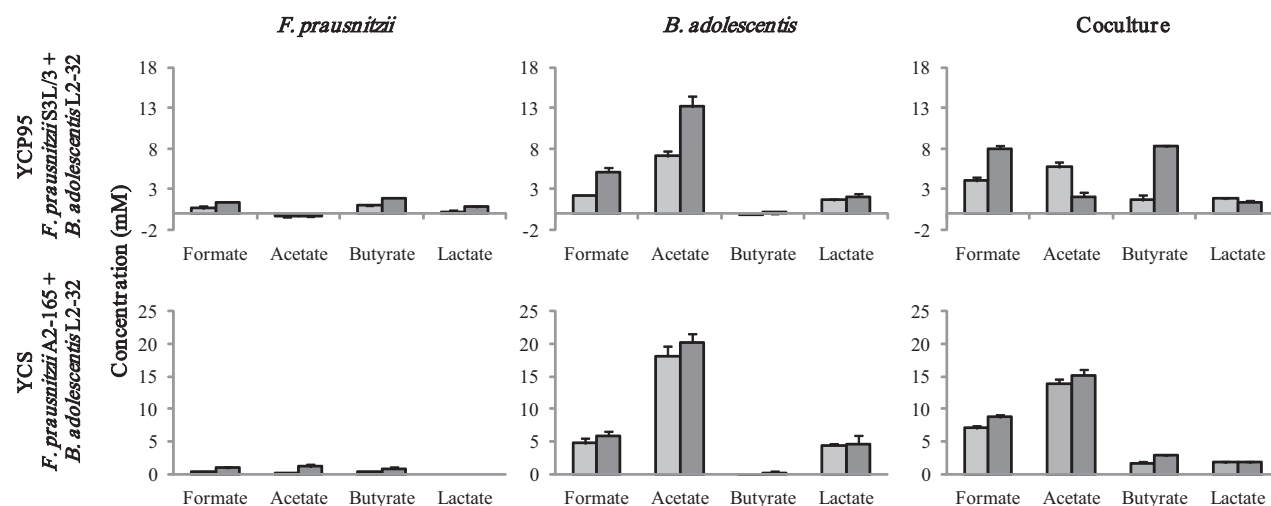 F. prausnitzii
B. adolescentis
Coculture
YCP95
F. prausnitzii S3L/3 +
B. adolescentis L2-32
Concentration (mM)
18
13
8
3
-2
Formate Acetate Butyrate Lactate
18
13
8
3
-2
Formate Acetate Butyrate Lactate
18
13
8
3
-2
Formate Acetate Butyrate Lactate
YCS
F. prausnitzii A2-165 +
B. adolescentis L2-32
25
20
15
10
5
0
Formate Acetate Butyrate Lactate
25
20
15
10
5
0
Formate Acetate Butyrate Lactate
25
20
15
10
5
0
Formate Acetate Butyrate Lactate